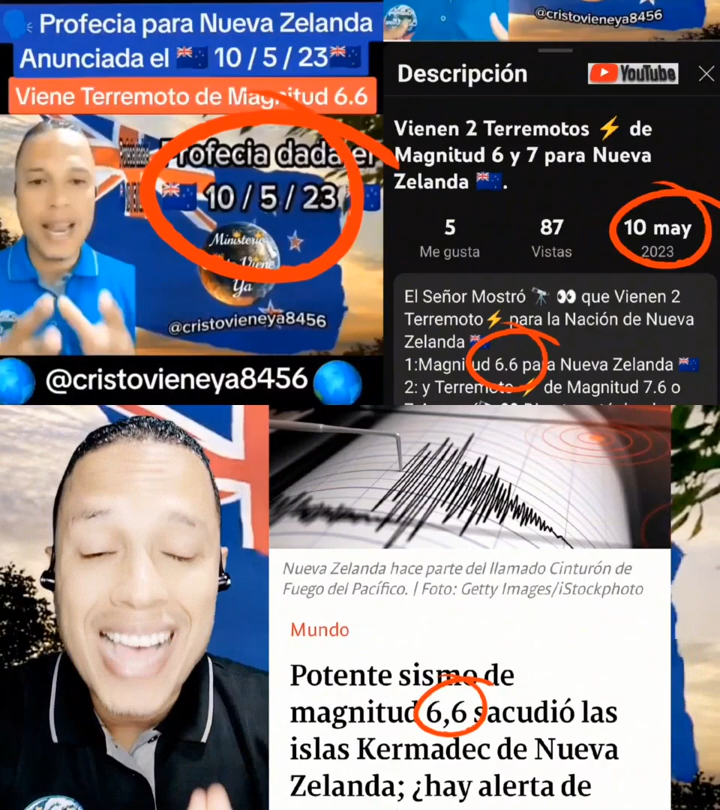 Profecia para Nueva Zelanda
Anunciada el 10 / 5 / 23
Viene Terremoto de Magnitud 6.6
Profecia dada el
10 / 5 / 23
Ministerio
Viene
Ya
@cristovieneya8456
@cristovieneya8456
@cristovieneya8456
Descripción
YouTube
Vienen 2 Terremotos ⚡ de
Magnitud 6 y 7 para Nueva
Zelanda 🇳🇿.
5
87
10 may
Me gusta
Vistas
2023
El Señor Mostró 🔭 👀 que Vienen 2
Terremoto⚡ para la Nación de Nueva
Zelanda 🇳🇿
1:Magnitud 6.6 para Nueva Zelanda 🇳🇿
2: y Terremoto ⚡ de Magnitud 7.6 o
Nueva Zelanda hace parte del llamado Cinturón de
Fuego del Pacífico. | Foto: Getty Images/iStockphoto
Mundo
Potente sismo de
magnitud 6,6 sacudió las
islas Kermadec de Nueva
Zelanda; ¿hay alerta de